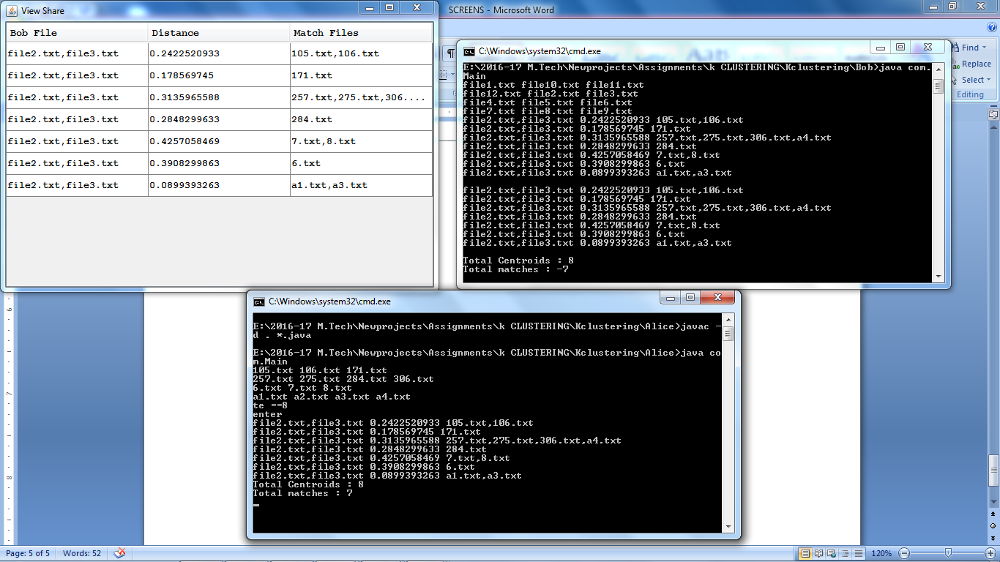 View Share
Bob File Distance Match Files
file2.txt,file3.txt 0.2422520933 105.txt,106.txt
file2.txt,file3.txt 0.178569745 171.txt
file2.txt,file3.txt 0.3135965588 257.txt,275.txt,306....
file2.txt,file3.txt 0.2848299633 284.txt
file2.txt,file3.txt 0.4257058469 7.txt,8.txt
file2.txt,file3.txt 0.3908299863 6.txt
file2.txt,file3.txt 0.0899393263 a1.txt,a3.txt
SCREENS - Microsoft Word
Find
Replace
Select
Editing
C:\Windows\system32\cmd.exe
E:\2016-17 M.Tech\Newprojects\Assignments\k CLUSTERING\Kclustering\Bob>java com.
Main
file1.txt file10.txt file11.txt
file12.txt file2.txt file3.txt
file4.txt file5.txt file6.txt
file7.txt file8.txt file9.txt
file2.txt,file3.txt 0.2422520933 105.txt,106.txt
file2.txt,file3.txt 0.178569745 171.txt
file2.txt,file3.txt 0.3135965588 257.txt,275.txt,306.txt,a4.txt
file2.txt,file3.txt 0.2848299633 284.txt
file2.txt,file3.txt 0.4257058469 7.txt,8.txt
file2.txt,file3.txt 0.3908299863 6.txt
file2.txt,file3.txt 0.0899393263 a1.txt,a3.txt
file2.txt,file3.txt 0.2422520933 105.txt,106.txt
file2.txt,file3.txt 0.178569745 171.txt
file2.txt,file3.txt 0.3135965588 257.txt,275.txt,306.txt,a4.txt
file2.txt,file3.txt 0.2848299633 284.txt
file2.txt,file3.txt 0.4257058469 7.txt,8.txt
file2.txt,file3.txt 0.3908299863 6.txt
file2.txt,file3.txt 0.0899393263 a1.txt,a3.txt
Total Centroids : 8
Total matches : -7
C:\Windows\system32\cmd.exe
E:\2016-17 M.Tech\Newprojects\Assignments\k CLUSTERING\Kclustering\Alice>javac -
d . *.java
E:\2016-17 M.Tech\Newprojects\Assignments\k CLUSTERING\Kclustering\Alice>java co
m.Main
105.txt 106.txt 171.txt
257.txt 275.txt 284.txt 306.txt
6.txt 7.txt 8.txt
a1.txt a2.txt a3.txt a4.txt
te ==8
enter
file2.txt,file3.txt 0.2422520933 105.txt,106.txt
file2.txt,file3.txt 0.178569745 171.txt
file2.txt,file3.txt 0.3135965588 257.txt,275.txt,306.txt,a4.txt
file2.txt,file3.txt 0.2848299633 284.txt
file2.txt,file3.txt 0.4257058469 7.txt,8.txt
file2.txt,file3.txt 0.3908299863 6.txt
file2.txt,file3.txt 0.0899393263 a1.txt,a3.txt
Total Centroids : 8
Total matches : 7
6
7
8
Page: 5 of 5 Words: 52 120%